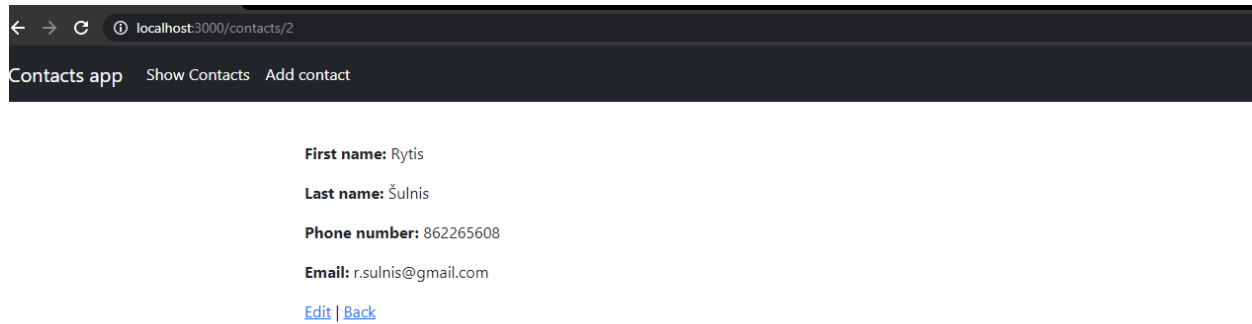 localhost:3000/contacts/2
Contacts app Show Contacts Add contact
First name: Rytis
Last name: Šulnis
Phone number: 862265608
Email: r.sulnis@gmail.com
Edit | Back